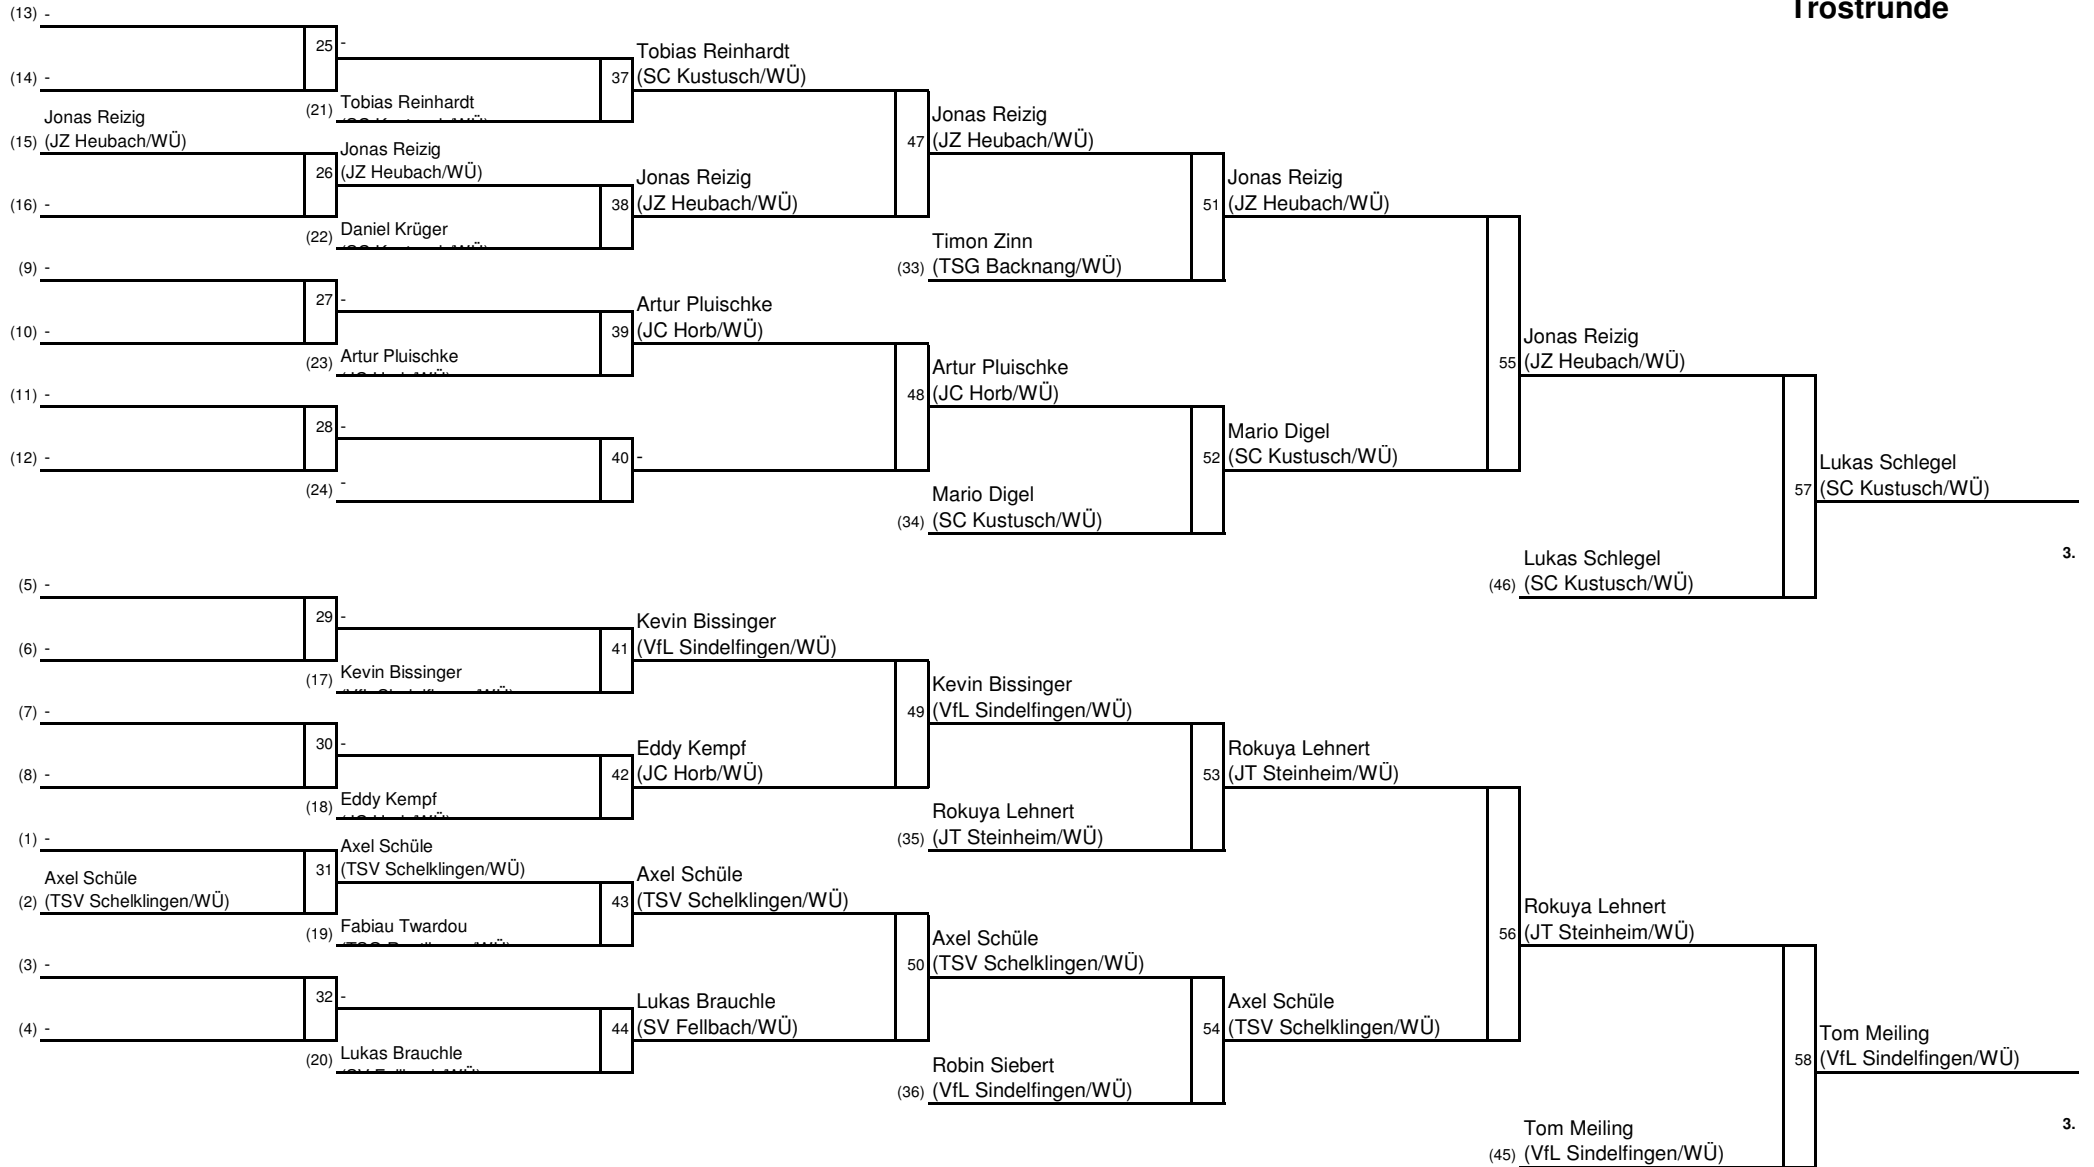 Trostrunde
(13) -
25 -
(14) -
Tobias Reinhardt
37 (SC Kustusch/WÜ)
(21) Tobias Reinhardt
Jonas Reizig
(15) (JZ Heubach/WÜ)
Jonas Reizig
47 (JZ Heubach/WÜ)
Jonas Reizig
26 (JZ Heubach/WÜ)
(16) -
Jonas Reizig
38 (JZ Heubach/WÜ)
Jonas Reizig
51 (JZ Heubach/WÜ)
(22) Daniel Krüger
Timon Zinn
(33) (TSG Backnang/WÜ)
(9) -
27 -
(10) -
Artur Pluischke
39 (JC Horb/WÜ)
Jonas Reizig
55 (JZ Heubach/WÜ)
(23) Artur Pluischke
Artur Pluischke
48 (JC Horb/WÜ)
(11) -
28 -
(12) -
40 -
Mario Digel
52 (SC Kustusch/WÜ)
Lukas Schlegel
57 (SC Kustusch/WÜ)
(24) -
Mario Digel
(34) (SC Kustusch/WÜ)
3.
Lukas Schlegel
(46) (SC Kustusch/WÜ)
(5) -
29 -
(6) -
Kevin Bissinger
41 (VfL Sindelfingen/WÜ)
(17) Kevin Bissinger
Kevin Bissinger
49 (VfL Sindelfingen/WÜ)
(7) -
30 -
(8) -
Eddy Kempf
42 (JC Horb/WÜ)
Rokuya Lehnert
53 (JT Steinheim/WÜ)
(18) Eddy Kempf
Rokuya Lehnert
(35) (JT Steinheim/WÜ)
(1) -
Axel Schüle
31 (TSV Schelklingen/WÜ)
Axel Schüle
(2) (TSV Schelklingen/WÜ)
Axel Schüle
43 (TSV Schelklingen/WÜ)
Rokuya Lehnert
56 (JT Steinheim/WÜ)
(19) Fabiau Twardou
Axel Schüle
50 (TSV Schelklingen/WÜ)
(3) -
32 -
(4) -
Lukas Brauchle
44 (SV Fellbach/WÜ)
Axel Schüle
54 (TSV Schelklingen/WÜ)
Tom Meiling
58 (VfL Sindelfingen/WÜ)
(20) Lukas Brauchle
Robin Siebert
(36) (VfL Sindelfingen/WÜ)
3.
Tom Meiling
(45) (VfL Sindelfingen/WÜ)